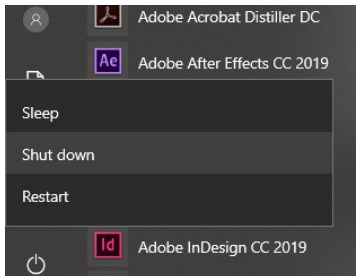 Adobe Acrobat Distiller DC
Ae Adobe After Effects CC 2019
Sleep
Shut down
Restart
Id Adobe InDesign CC 2019